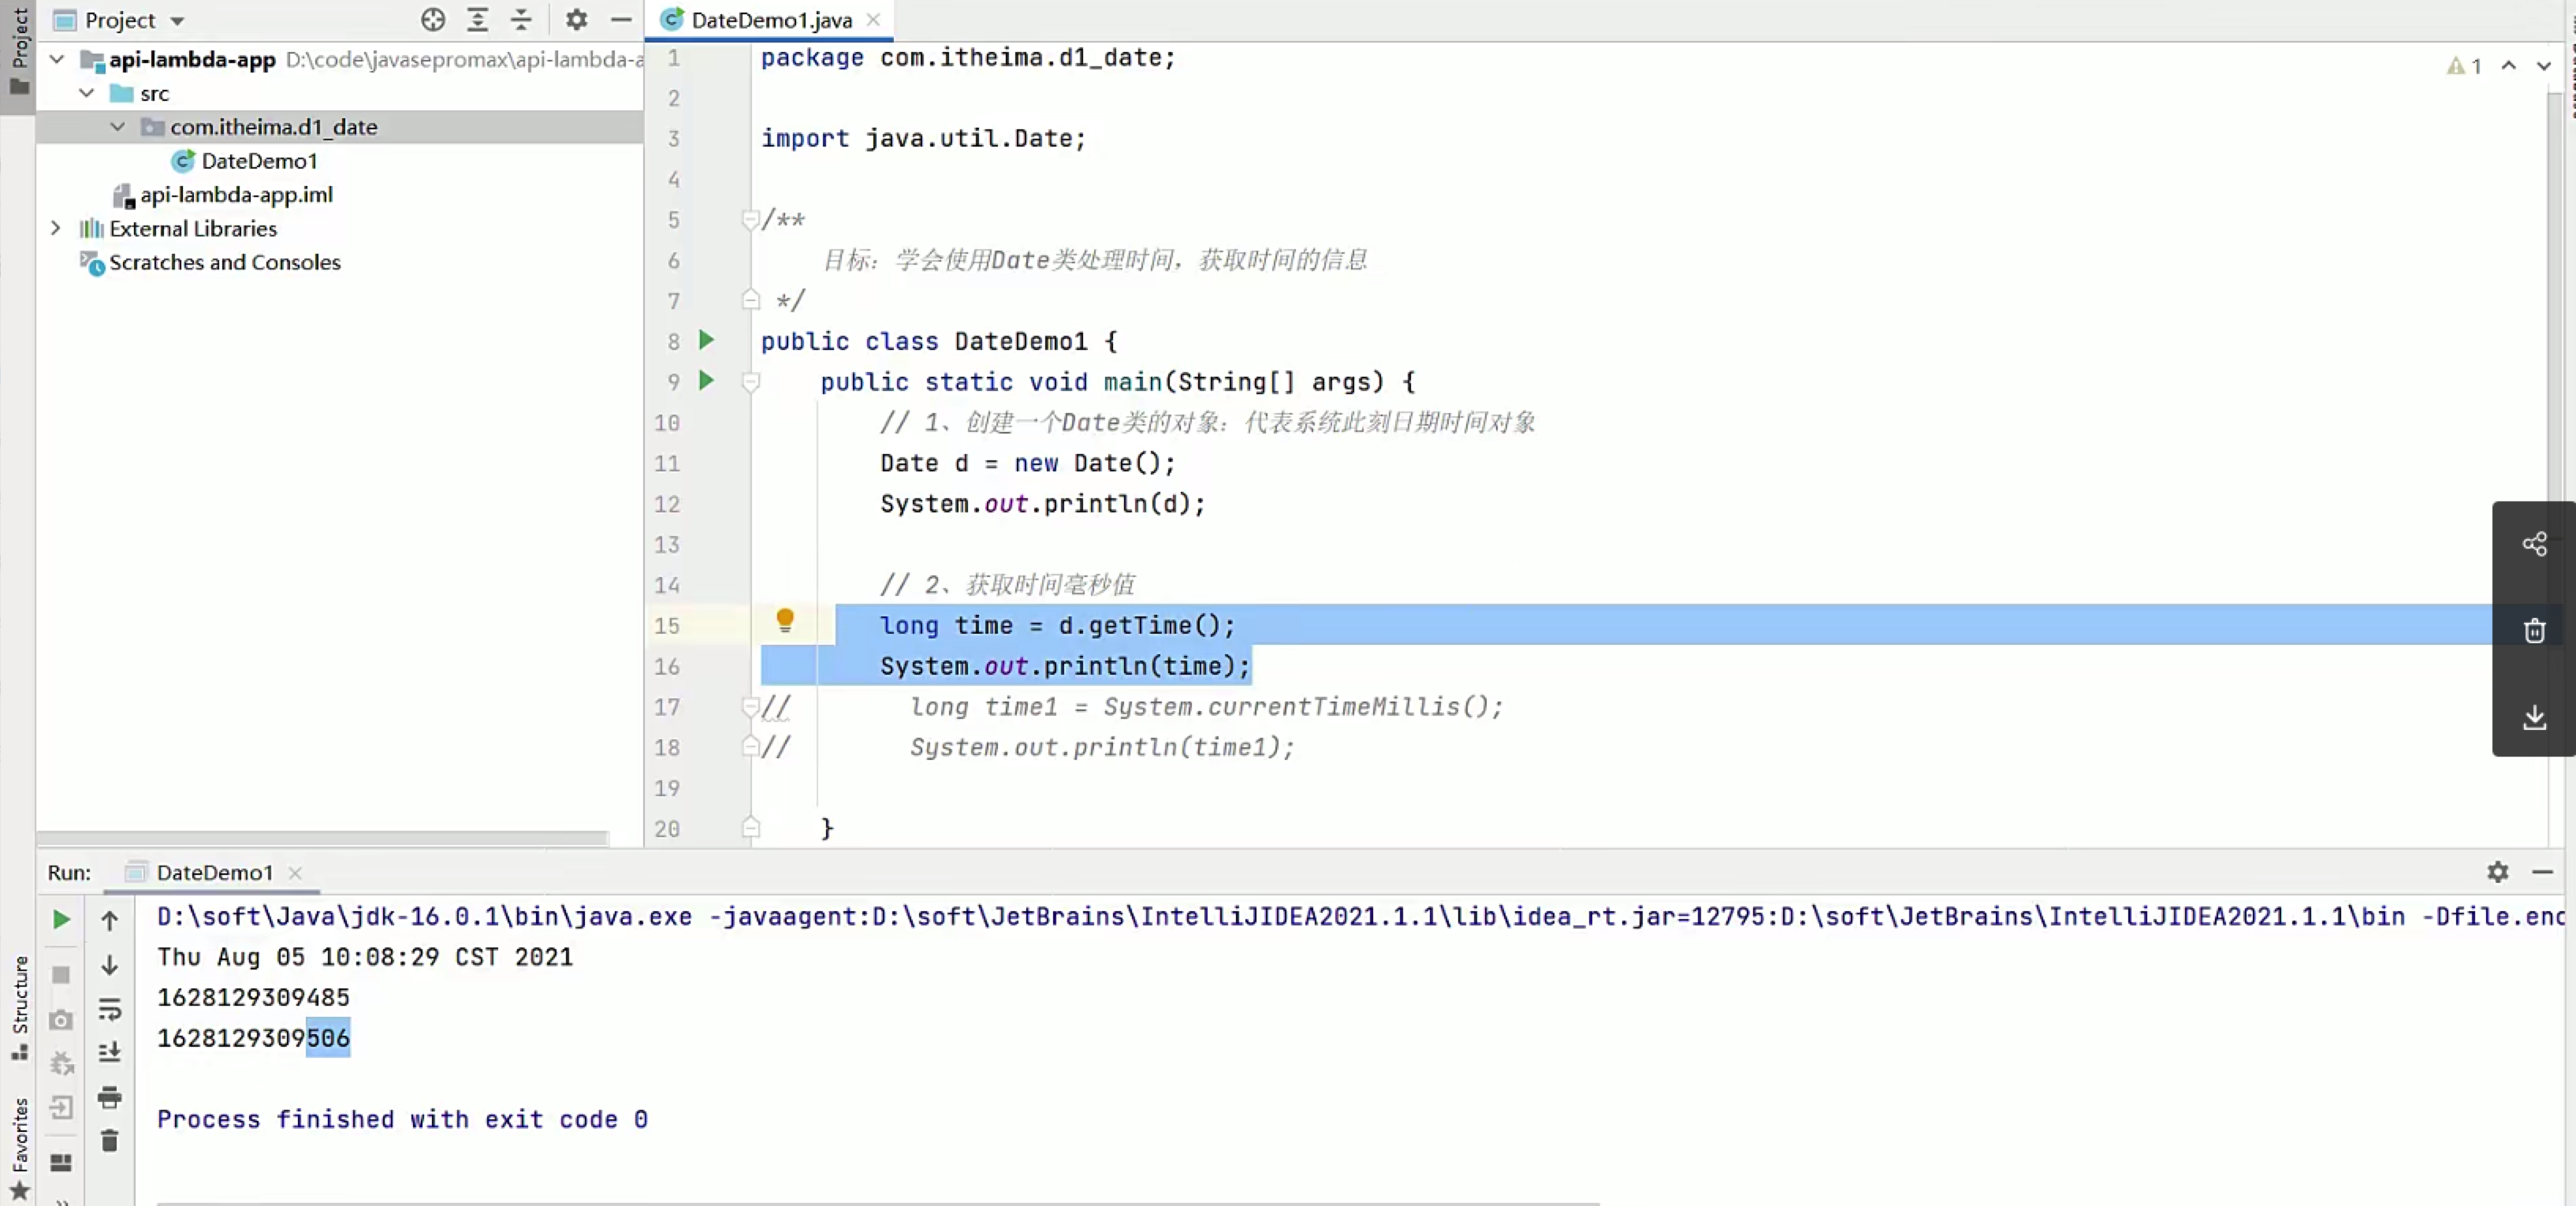 Project
Project
DateDemo1.java
api-lambda-app D:\code\javasepromax\api-lambda-a
src
com.itheima.d1_date
DateDemo1
api-lambda-app.iml
External Libraries
Scratches and Consoles
1 package com.itheima.d1_date;
1
2
3 import java.util.Date;
4
5 /**
6 目标：学会使用Date类处理时间，获取时间的信息
7 */
8 public class DateDemo1 {
9 public static void main(String[] args) {
10 // 1、创建一个Date类的对象：代表系统此刻日期时间对象
11 Date d = new Date();
12 System.out.println(d);
13
14 // 2、获取时间毫秒值
15 long time = d.getTime();
16 System.out.println(time);
17 // long time1 = System.currentTimeMillis();
18 // System.out.println(time1);
19
20 }
Run: DateDemo1
D:\soft\Java\jdk-16.0.1\bin\java.exe -javaagent:D:\soft\JetBrains\IntelliJIDEA2021.1.1\lib\idea_rt.jar=12795:D:\soft\JetBrains\IntelliJIDEA2021.1.1\bin -Dfile.enc
Thu Aug 05 10:08:29 CST 2021
1628129309485
1628129309506
Process finished with exit code 0
Structure
Favorites